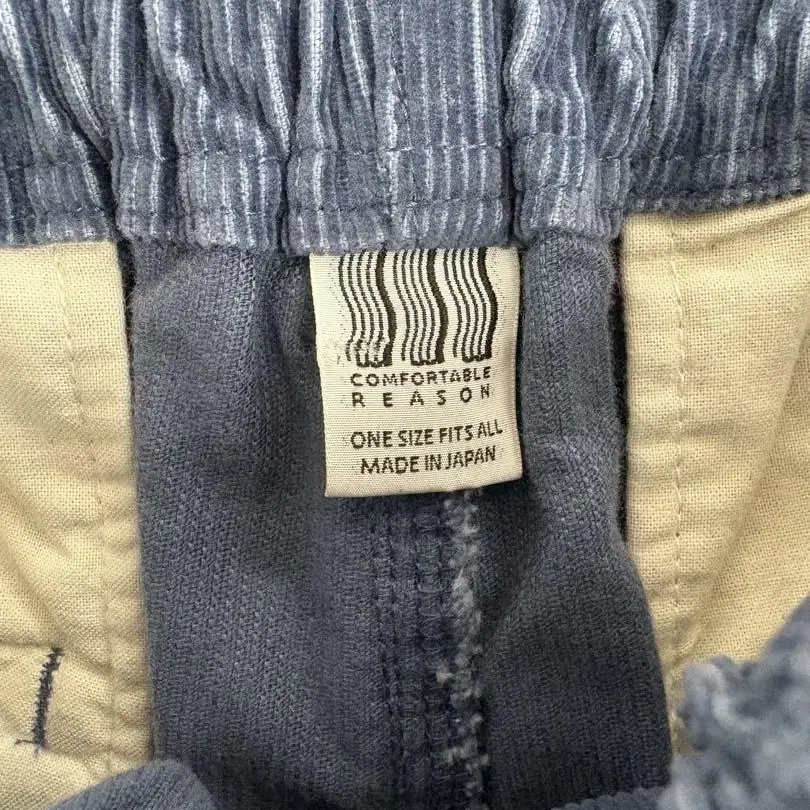 COMFORTABLE
REASON
ONE SIZE FITS ALL
MADE IN JAPAN